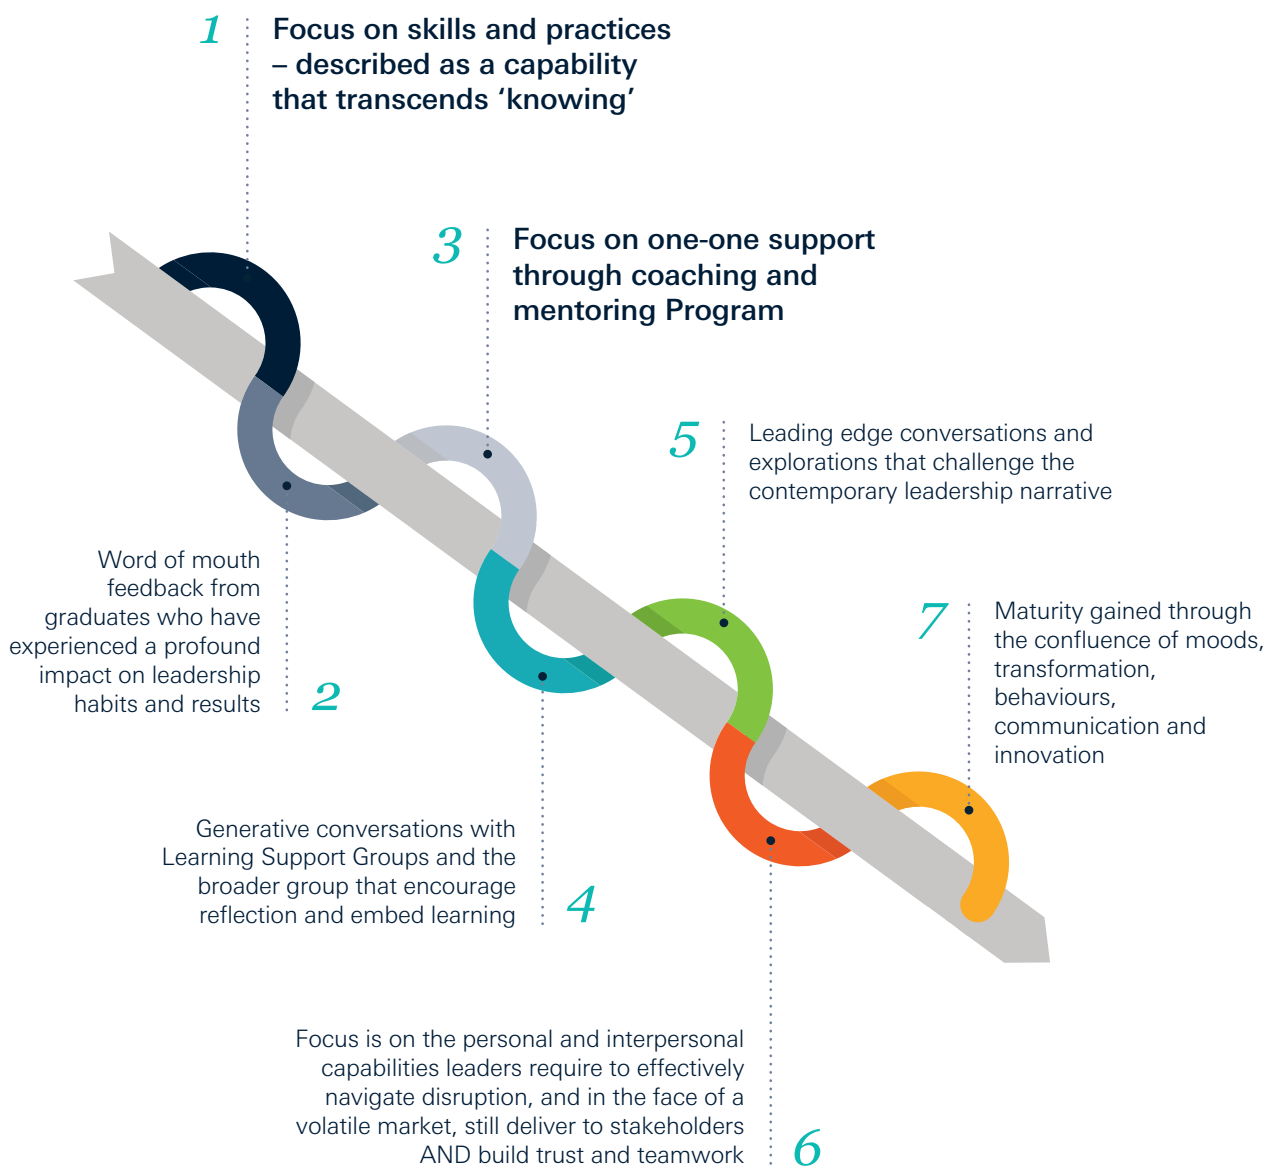 1
Focus on skills and practices
– described as a capability
that transcends ‘knowing’
2
Word of mouth
feedback from
graduates who have
experienced a profound
impact on leadership
habits and results
3
Focus on one-one support
through coaching and
mentoring Program
4
Generative conversations with
Learning Support Groups and the
broader group that encourage
reflection and embed learning
5
Leading edge conversations and
explorations that challenge the
contemporary leadership narrative
6
Focus is on the personal and interpersonal
capabilities leaders require to effectively
navigate disruption, and in the face of a
volatile market, still deliver to stakeholders
AND build trust and teamwork
7
Maturity gained through
the confluence of moods,
transformation,
behaviours,
communication and
innovation